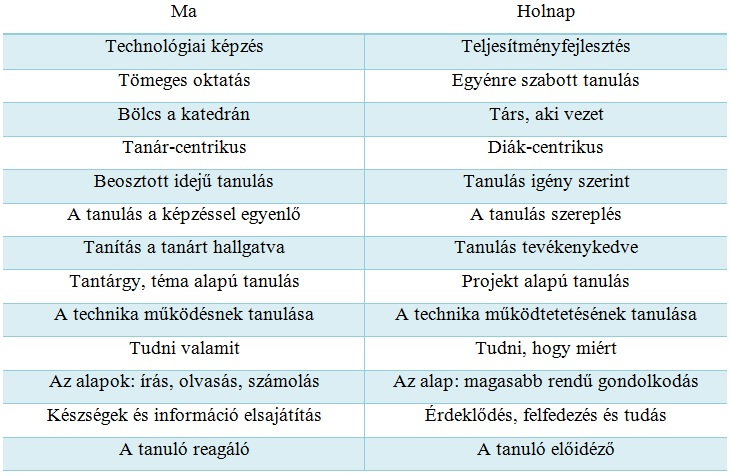 Ma Holnap
Technológiai képzés Teljesítményfejlesztés
Tömeges oktatás Egyénre szabott tanulás
Bölcs a katedrán Társ, aki vezet
Tanár-centrikus Diák-centrikus
Beosztott idejű tanulás Tanulás igény szerint
A tanulás a képzéssel egyenlő A tanulás szereplés
Tanítás a tanárt hallgatva Tanulás tevékenykedve
Tantárgy, téma alapú tanulás Projekt alapú tanulás
A technika működésnek tanulása A technika működtetetésének tanulása
Tudni valamit Tudni, hogy miért
Az alapok: írás, olvasás, számolás Az alap: magasabb rendű gondolkodás
Készségek és információ elsajátítás Érdeklődés, felfedezés és tudás
A tanuló reagáló A tanuló előidéző